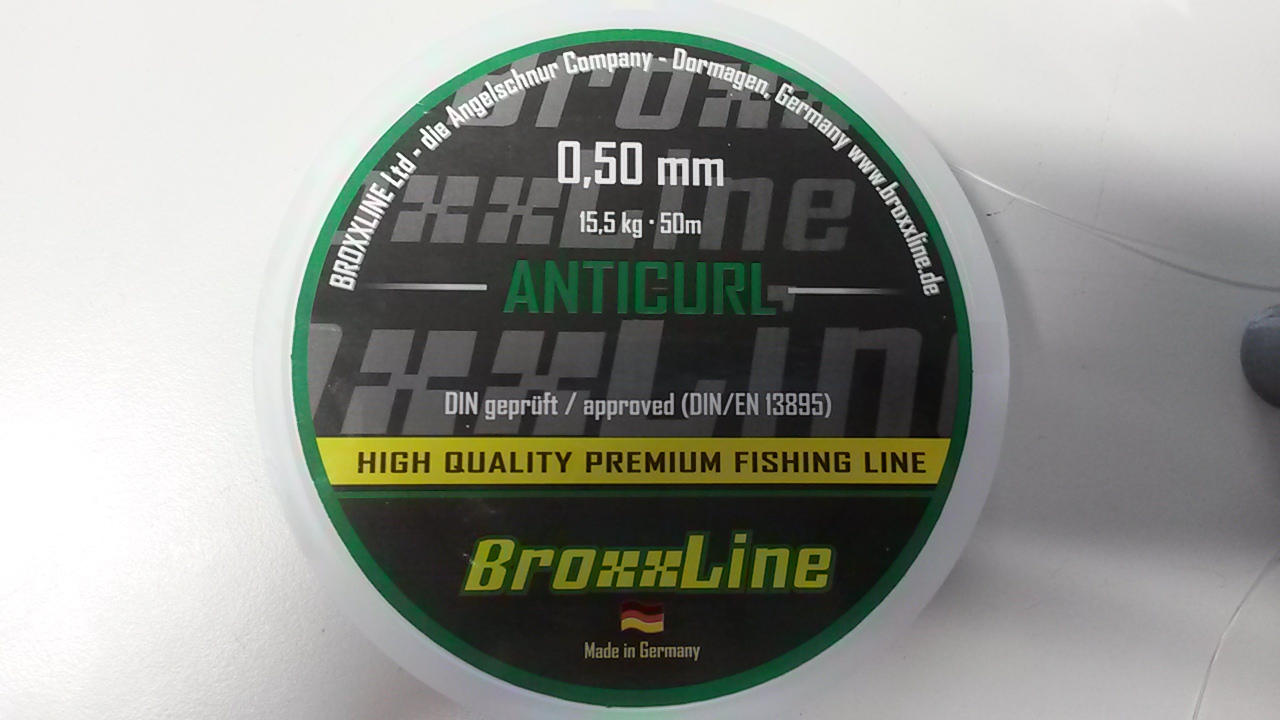 BROXXLINE Ltd - die Angelschnur Company - Dormagen, Germany www.broxxline.de
0,50 mm
15,5 kg · 50m
ANTICURL
DIN geprüft / approved (DIN/EN 13895)
HIGH QUALITY PREMIUM FISHING LINE
BroxxLine
Made in Germany